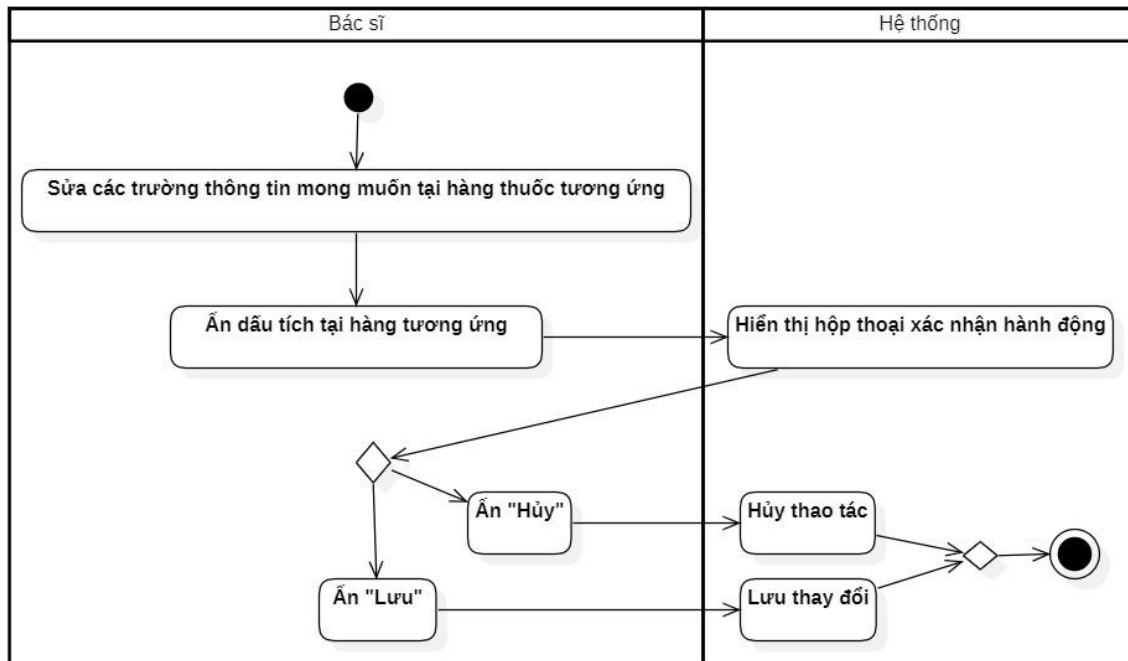 Bác sĩ
Hệ thống
Sửa các trường thông tin mong muốn tại hàng thuốc tương ứng
Ấn dấu tích tại hàng tương ứng
Hiển thị hộp thoại xác nhận hành động
Ấn "Hủy"
Hủy thao tác
Ấn "Lưu"
Lưu thay đổi